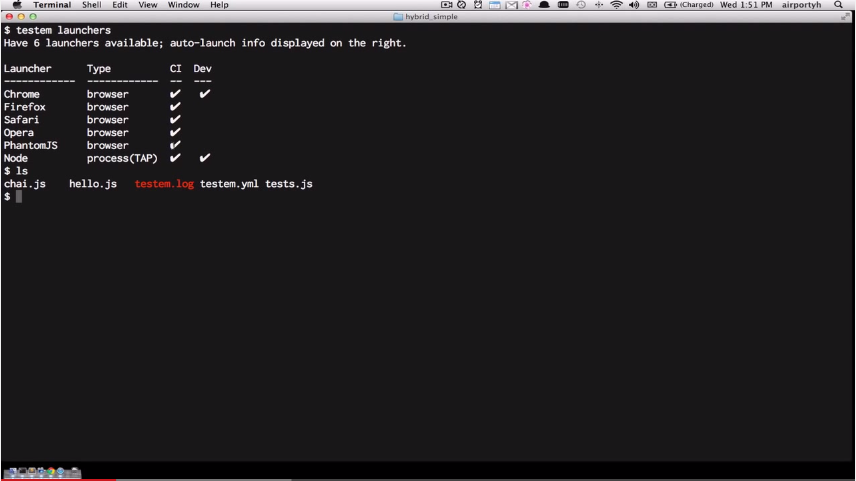 Terminal Shell Edit View Window Help (Charged) Wed 1:51 PM airportyh
hybrid_simple
$ testem launchers
Have 6 launchers available; auto-launch info displayed on the right.
Launcher Type CI Dev
------------ ------------ -- ---
Chrome browser ✔ ✔
Firefox browser ✔
Safari browser ✔
Opera browser ✔
PhantomJS browser ✔
Node process(TAP) ✔ ✔
$ ls
chai.js hello.js testem.log testem.yml tests.js
$